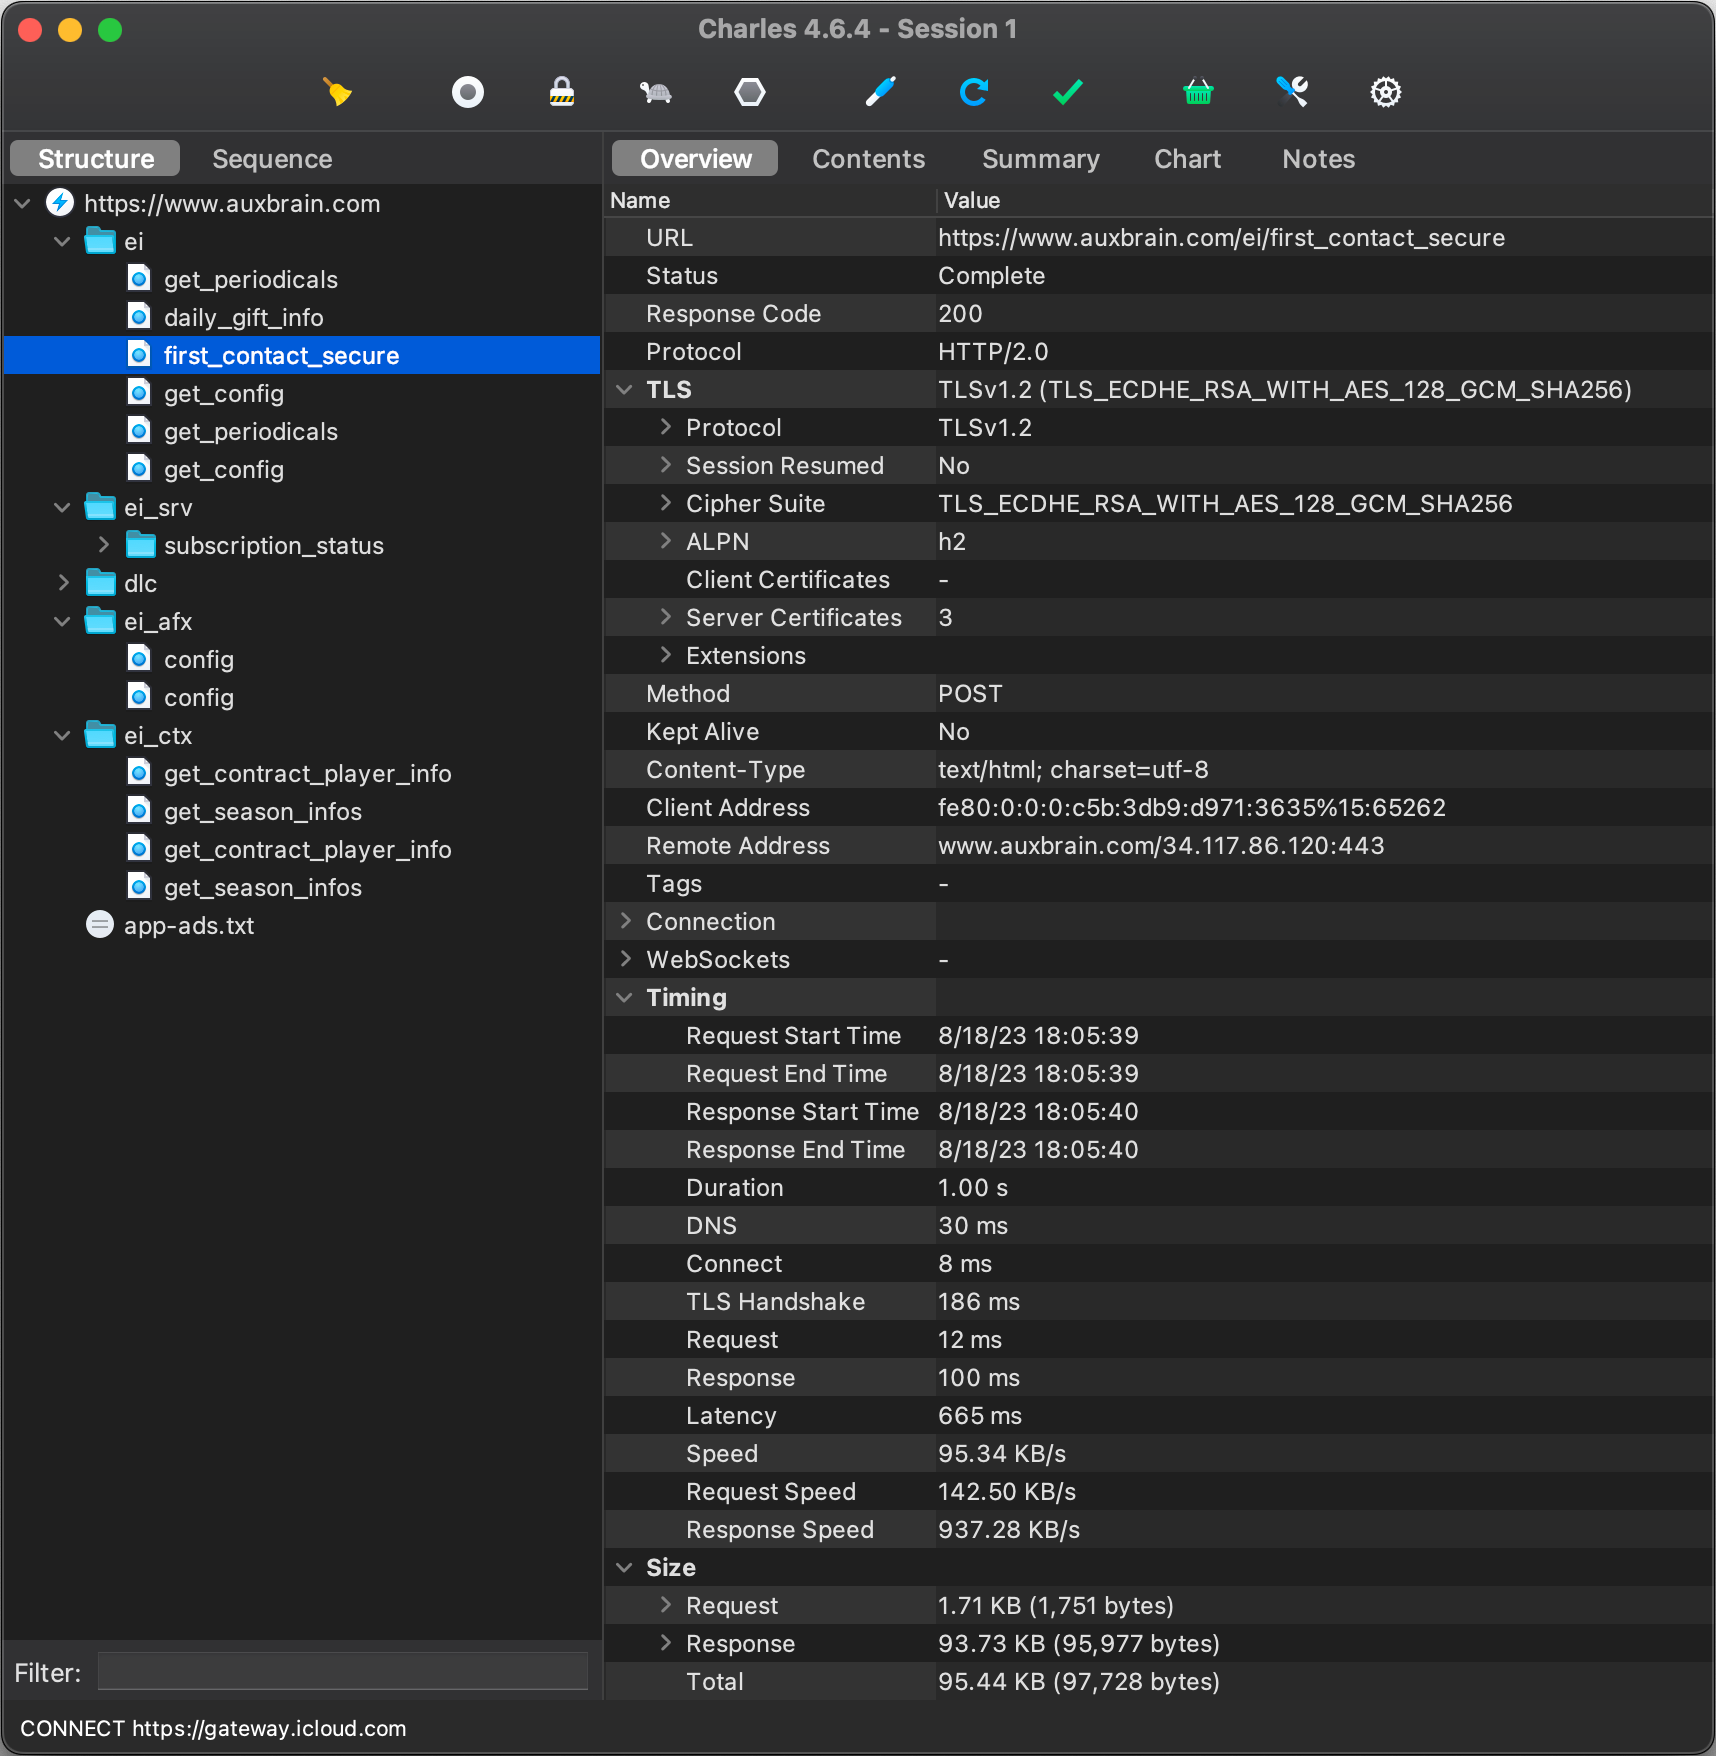 Charles 4.6.4 - Session 1
Structure
Sequence
https://www.auxbrain.com
ei
get_periodicals
daily_gift_info
first_contact_secure
get_config
get_periodicals
get_config
ei_srv
subscription_status
dlc
ei_afx
config
config
ei_ctx
get_contract_player_info
get_season_infos
get_contract_player_info
get_season_infos
app-ads.txt
Filter:
Overview
Contents
Summary
Chart
Notes
Name Value
URL https://www.auxbrain.com/ei/first_contact_secure
Status Complete
Response Code 200
Protocol HTTP/2.0
TLS TLSv1.2 (TLS_ECDHE_RSA_WITH_AES_128_GCM_SHA256)
Protocol TLSv1.2
Session Resumed No
Cipher Suite TLS_ECDHE_RSA_WITH_AES_128_GCM_SHA256
ALPN h2
Client Certificates -
Server Certificates 3
Extensions
Method POST
Kept Alive No
Content-Type text/html; charset=utf-8
Client Address fe80:0:0:0:c5b:3db9:d971:3635%15:65262
Remote Address www.auxbrain.com/34.117.86.120:443
Tags -
Connection
WebSockets -
Timing
Request Start Time 8/18/23 18:05:39
Request End Time 8/18/23 18:05:39
Response Start Time 8/18/23 18:05:40
Response End Time 8/18/23 18:05:40
Duration 1.00 s
DNS 30 ms
Connect 8 ms
TLS Handshake 186 ms
Request 12 ms
Response 100 ms
Latency 665 ms
Speed 95.34 KB/s
Request Speed 142.50 KB/s
Response Speed 937.28 KB/s
Size
Request 1.71 KB (1,751 bytes)
Response 93.73 KB (95,977 bytes)
Total 95.44 KB (97,728 bytes)
CONNECT https://gateway.icloud.com